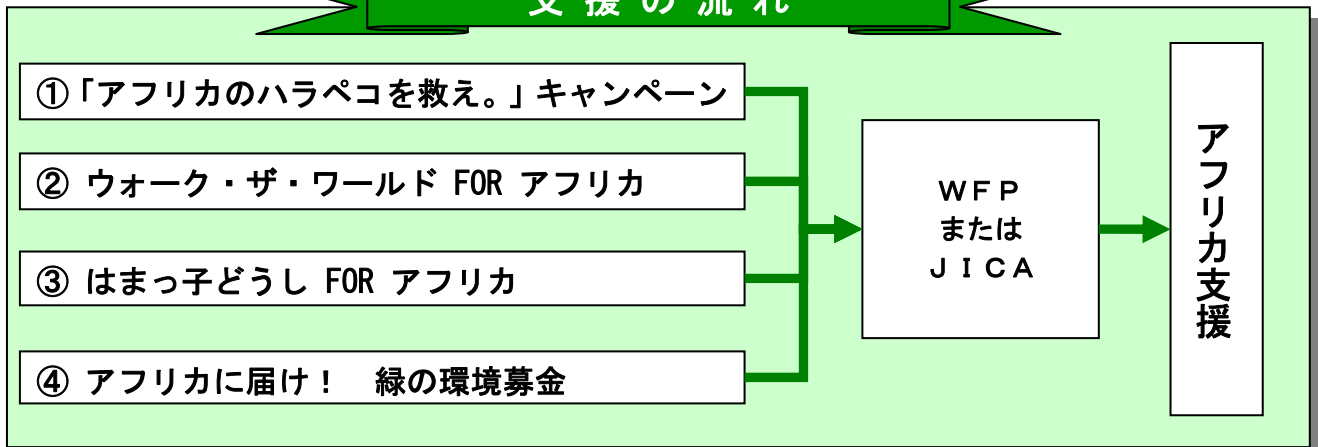 支援の流れ
①「アフリカのハラペコを救え。」キャンペーン
② ウォーク・ザ・ワールド FOR アフリカ
③ はまっ子どうし FOR アフリカ
④ アフリカに届け！　緑の環境募金
ＷＦＰ
または
ＪＩＣＡ
アフリカ支援